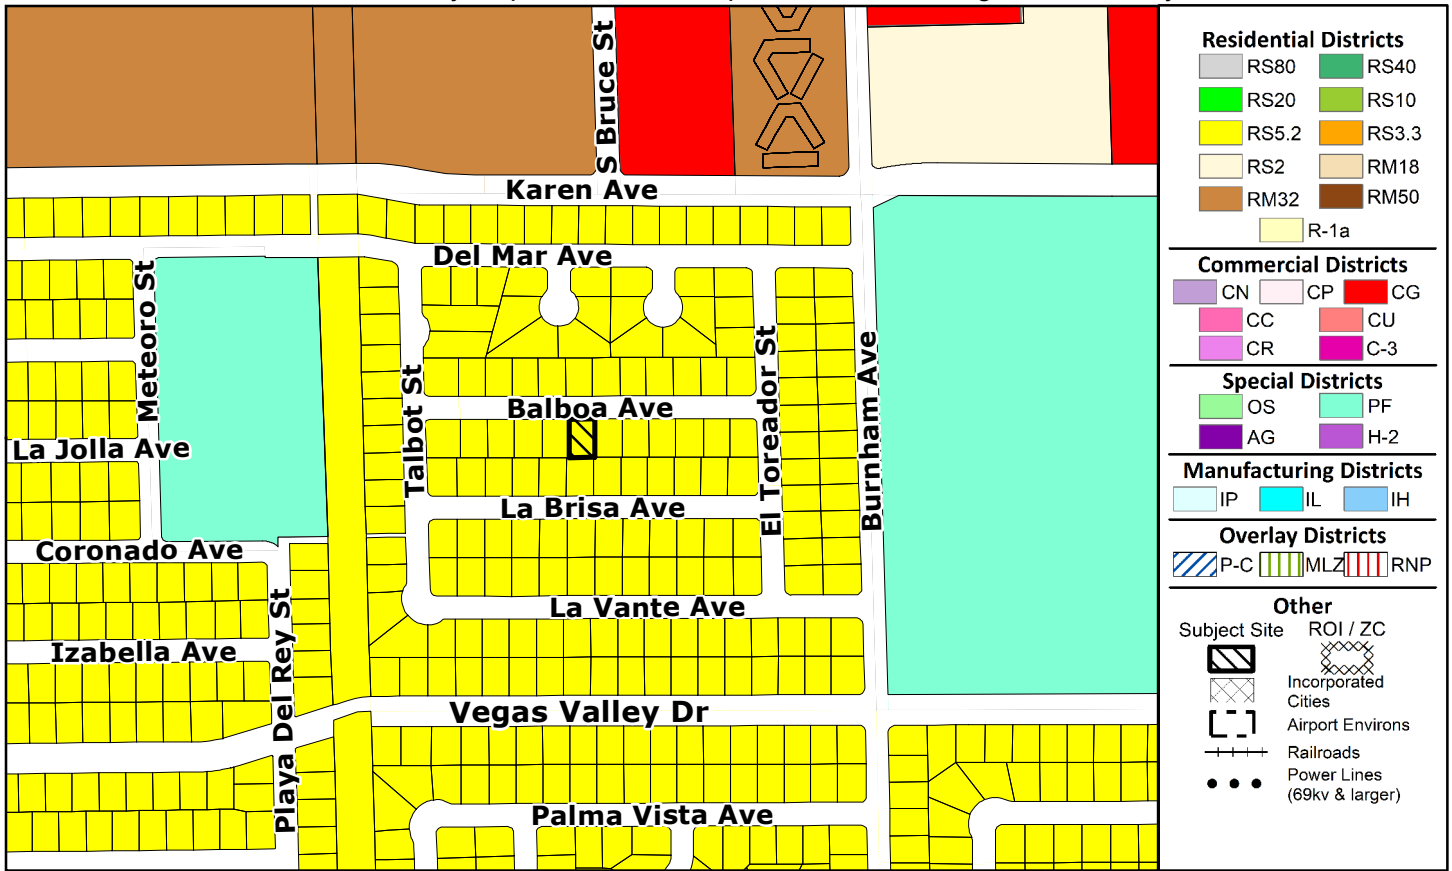 S Bruce St
Karen Ave
Del Mar Ave
Meteoro St
Talbot St
El Toreador St
Burnham Ave
Balboa Ave
La Jolla Ave
La Brisa Ave
Coronado Ave
La Vante Ave
Izabella Ave
Playa Del Rey St
Vegas Valley Dr
Palma Vista Ave
Residential Districts
RS80 RS40
RS20 RS10
RS5.2 RS3.3
RS2 RM18
RM32 RM50
R-1a
Commercial Districts
CN CP CG
CC CU
CR C-3
Special Districts
OS PF
AG H-2
Manufacturing Districts
IP IL IH
Overlay Districts
P-C MLZ RNP
Other
Subject Site ROI / ZC
Incorporated
Cities
Airport Environs
Railroads
Power Lines
(69kv & larger)